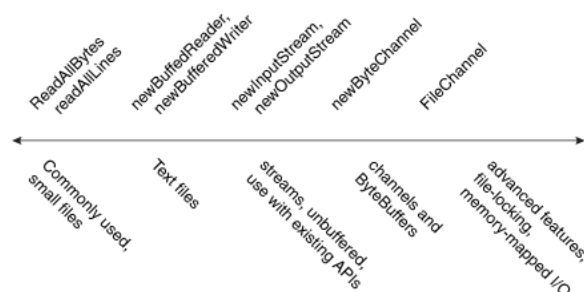 ReadAllBytes
readAllLines
newBuffedReader,
newBufferedWriter
newInputStream,
newOutputStream
newByteChannel
FileChannel
Commonly used,
small files
Text files
streams, unbuffered,
use with existing APIs
channels and
ByteBuffers
advanced features,
file-locking,
memory-mapped I/O